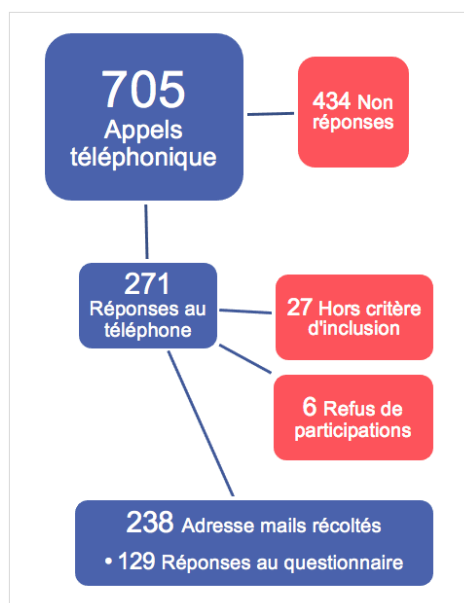 705
Appels
téléphonique
434 Non
réponses
271
Réponses au
téléphone
27 Hors critère
d'inclusion
6 Refus de
participations
238 Adresse mails récoltés
• 129 Réponses au questionnaire